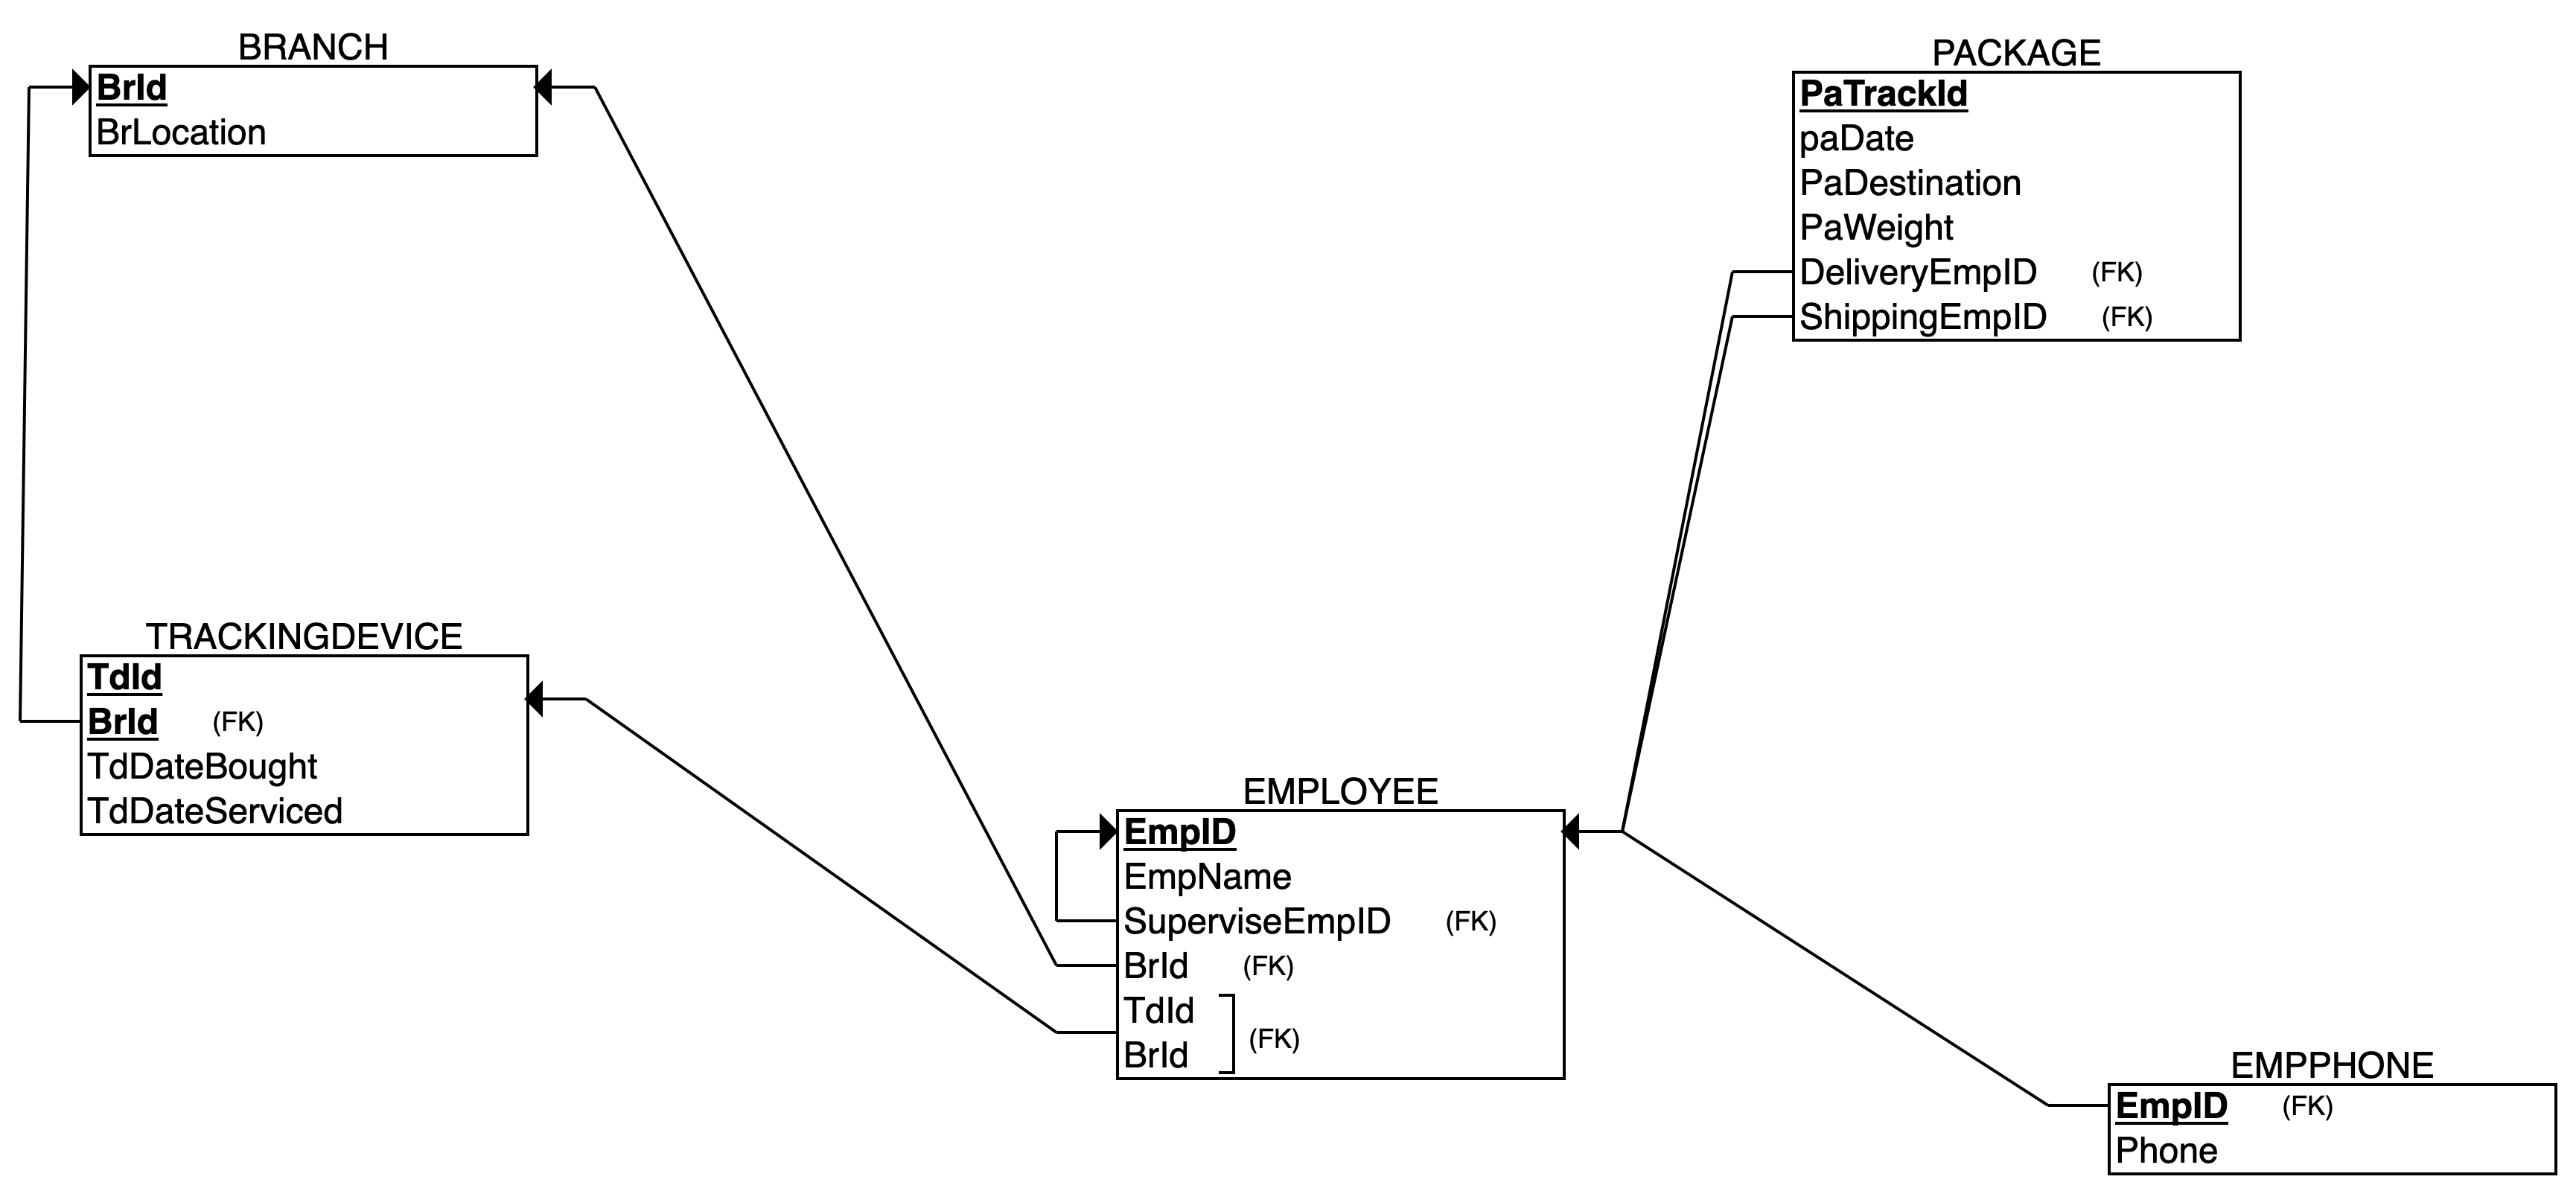 BRANCH
BrId
BrLocation
PACKAGE
PaTrackId
paDate
PaDestination
PaWeight
DeliveryEmpID (FK)
ShippingEmpID (FK)
TRACKINGDEVICE
TdId
BrId (FK)
TdDateBought
TdDateServiced
EMPLOYEE
EmpID
EmpName
SuperviseEmpID (FK)
BrId (FK)
TdId
BrId
(FK)
EMPPHONE
EmpID (FK)
Phone